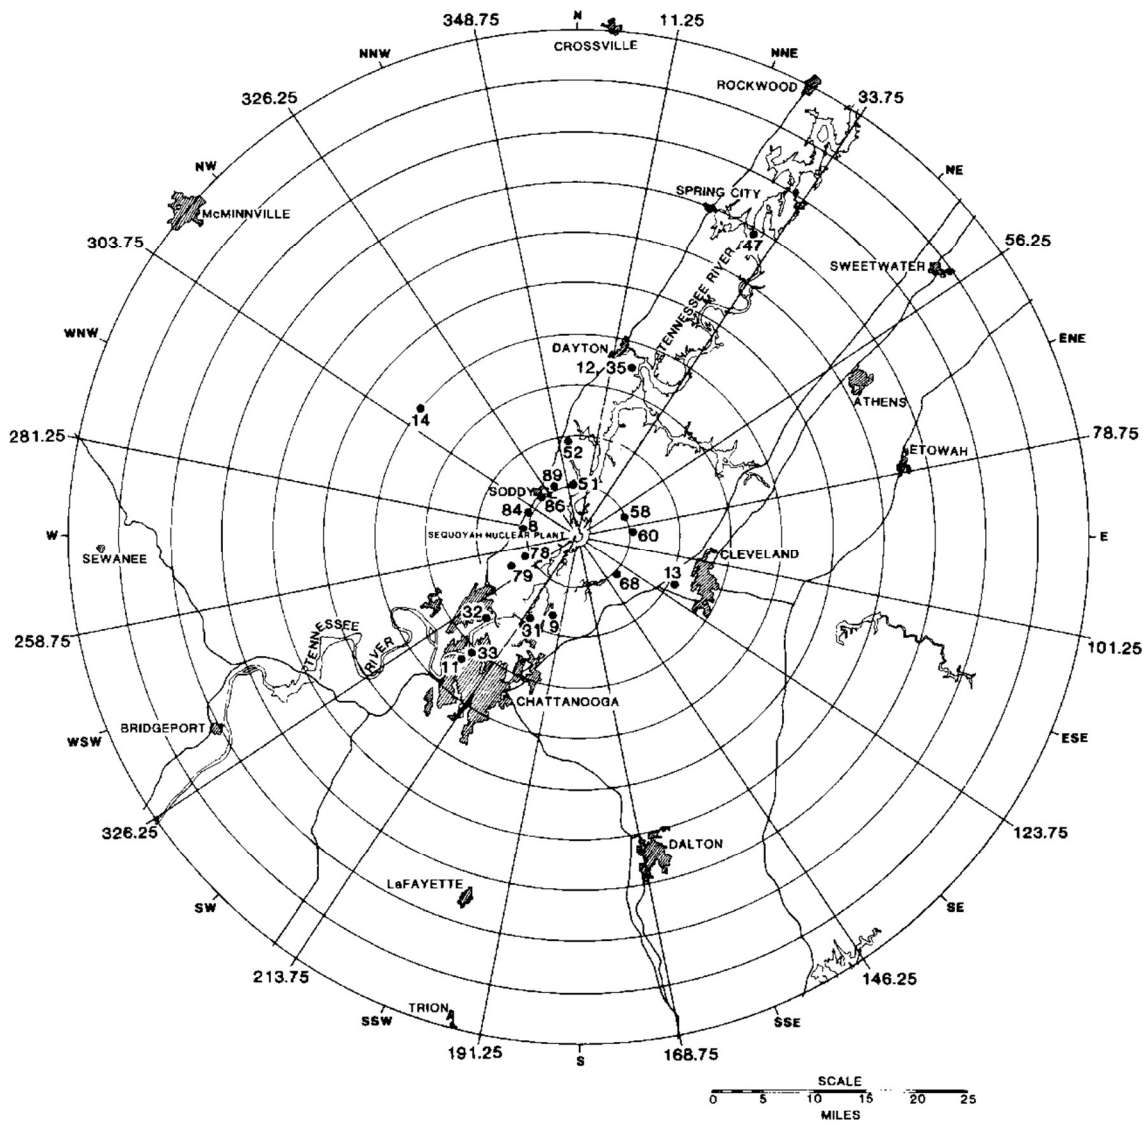 N
348.75
11.25
CROSSVILLE
NNW
NNE
ROCKWOOD
326.25
33.75
NW
NE
SPRING CITY
McMINNVILLE
47
303.75
56.25
SWEETWATER
TENNESSEE RIVER
WNW
ENE
DAYTON
12, 35
ATHENS
14
281.25
78.75
52
ETOWAH
89
51
SODDY
86
84
58
8
W
SEQUOYAH NUCLEAR PLANT
60
E
SEWANEE
78
CLEVELAND
79
68
13
32
31
9
TENNESSEE
RIVER
258.75
101.25
33
11
CHATTANOOGA
BRIDGEPORT
WSW
ESE
326.25
123.75
DALTON
LaFAYETTE
SW
SE
213.75
146.25
TRION
SSW
SSE
191.25
S
168.75
SCALE
0 5 10 15 20 25
MILES